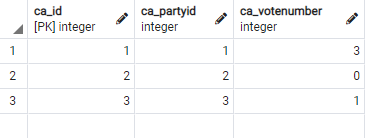 ca_id ca_partyid ca_votenumber
[PK] integer integer integer
1 1 1 3
2 2 2 0
3 3 3 1